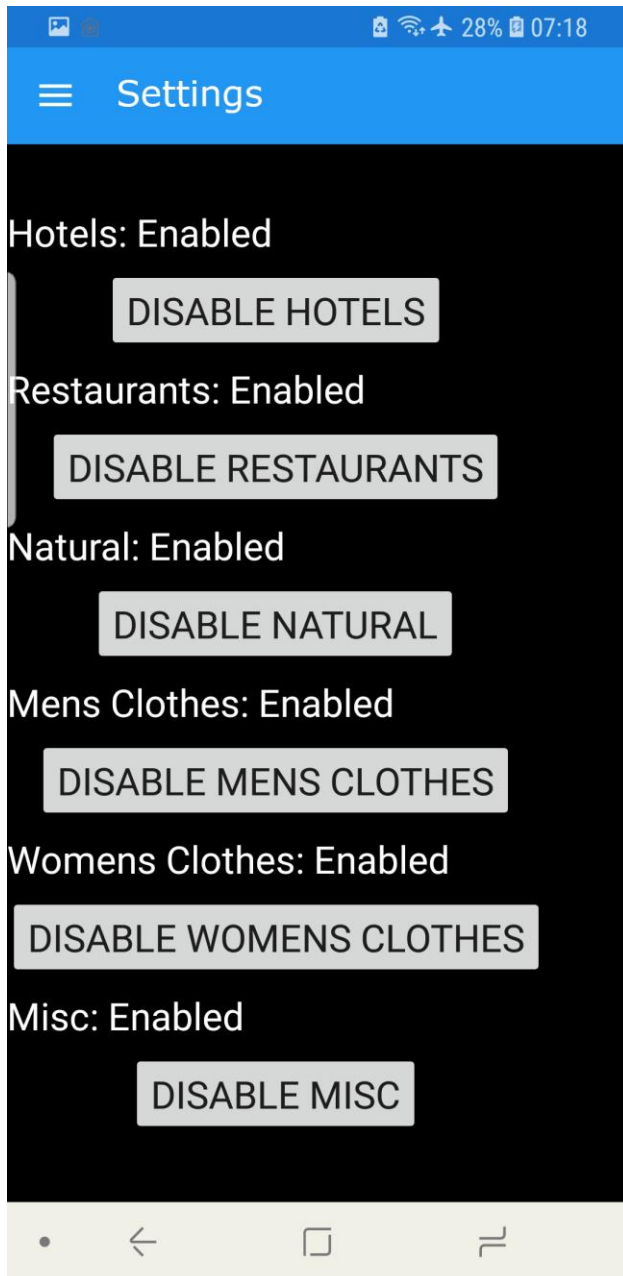 28% 07:18
Settings
Hotels: Enabled
DISABLE HOTELS
Restaurants: Enabled
DISABLE RESTAURANTS
Natural: Enabled
DISABLE NATURAL
Mens Clothes: Enabled
DISABLE MENS CLOTHES
Womens Clothes: Enabled
DISABLE WOMENS CLOTHES
Misc: Enabled
DISABLE MISC